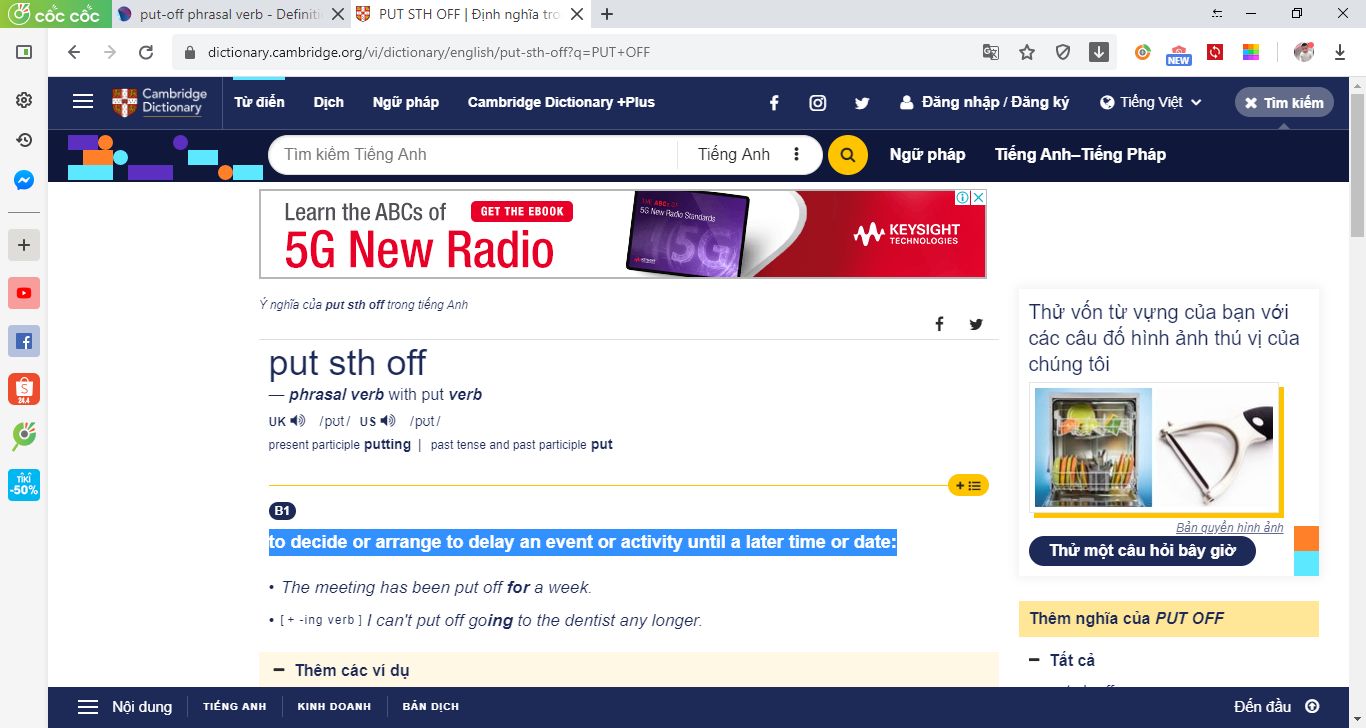 cốc cốc
put-off phrasal verb - Definiti
PUT STH OFF | Định nghĩa tro
dictionary.cambridge.org/vi/dictionary/english/put-sth-off?q=PUT+OFF
NEW
Cambridge
Dictionary
Từ điển
Dịch
Ngữ pháp
Cambridge Dictionary +Plus
Đăng nhập / Đăng ký
Tiếng Việt
Tìm kiếm
Tìm kiếm Tiếng Anh
Tiếng Anh
Ngữ pháp
Tiếng Anh–Tiếng Pháp
Learn the ABCs of
GET THE EBOOK
5G New Radio
THE ABCs OF
5G New Radio Standards
5G
KEYSIGHT
TECHNOLOGIES
Ý nghĩa của put sth off trong tiếng Anh
put sth off
— phrasal verb with put verb
UK /pʊt/ US /pʊt/
present participle putting | past tense and past participle put
B1
to decide or arrange to delay an event or activity until a later time or date:
• The meeting has been put off for a week.
• [ + -ing verb ] I can't put off going to the dentist any longer.
Thêm các ví dụ
Thử vốn từ vựng của bạn với
các câu đố hình ảnh thú vị của
chúng tôi
Bản quyền hình ảnh
Thử một câu hỏi bây giờ
Thêm nghĩa của PUT OFF
Tất cả
24.4
TIKI
-50%
Nội dung
TIẾNG ANH
KINH DOANH
BẢN DỊCH
Đến đầu